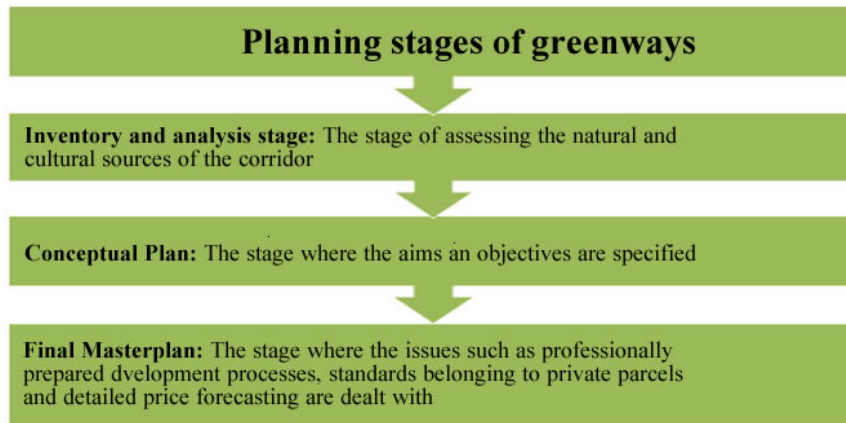 Planning stages of greenways
Inventory and analysis stage: The stage of assessing the natural and
cultural sources of the corridor
Conceptual Plan: The stage where the aims an objectives are specified
Final Masterplan: The stage where the issues such as professionally
prepared dvelopment processes, standards belonging to private parcels
and detailed price forecasting are dealt with